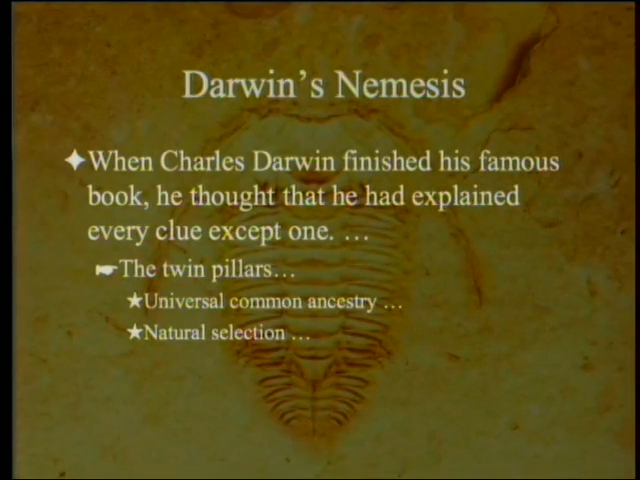 Darwin's Nemesis
When Charles Darwin finished his famous
book, he thought that he had explained
every clue except one. …
The twin pillars…
Universal common ancestry …
Natural selection …